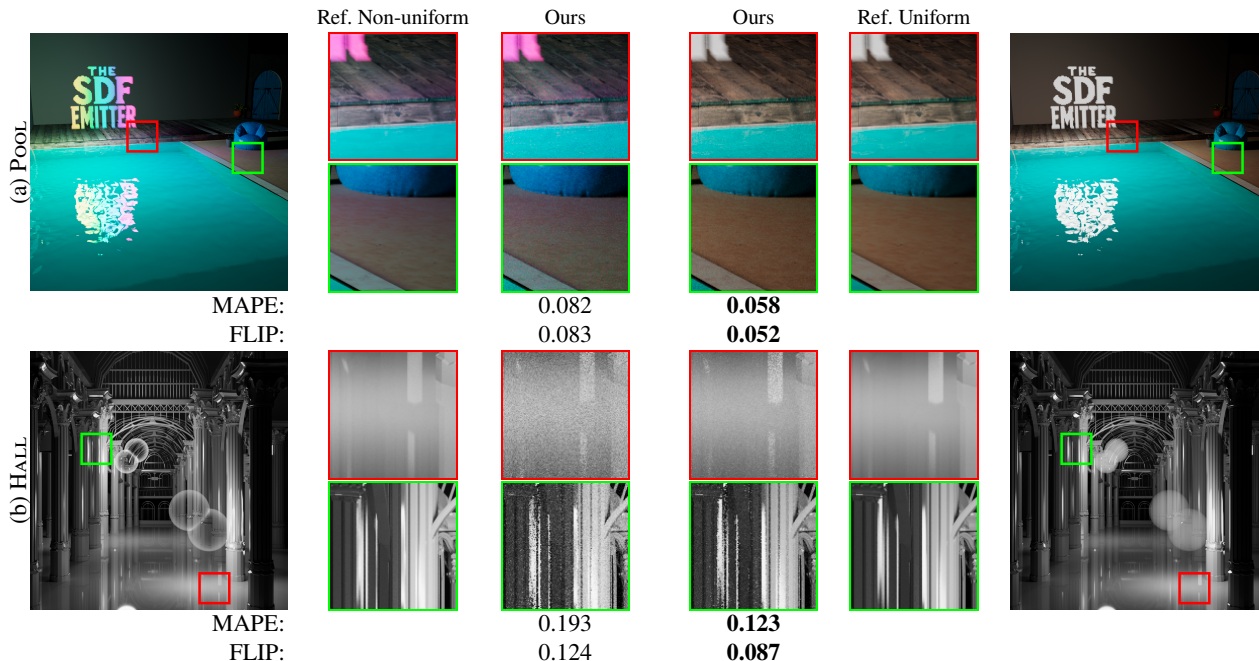 Ref. Non-uniform Ours Ours Ref. Uniform
(a) POOL
THE
SDF
EMITTER
THE
SDF
EMITTER
MAPE: 0.082 0.058
FLIP: 0.083 0.052
(b) HALL
MAPE: 0.193 0.123
FLIP: 0.124 0.087